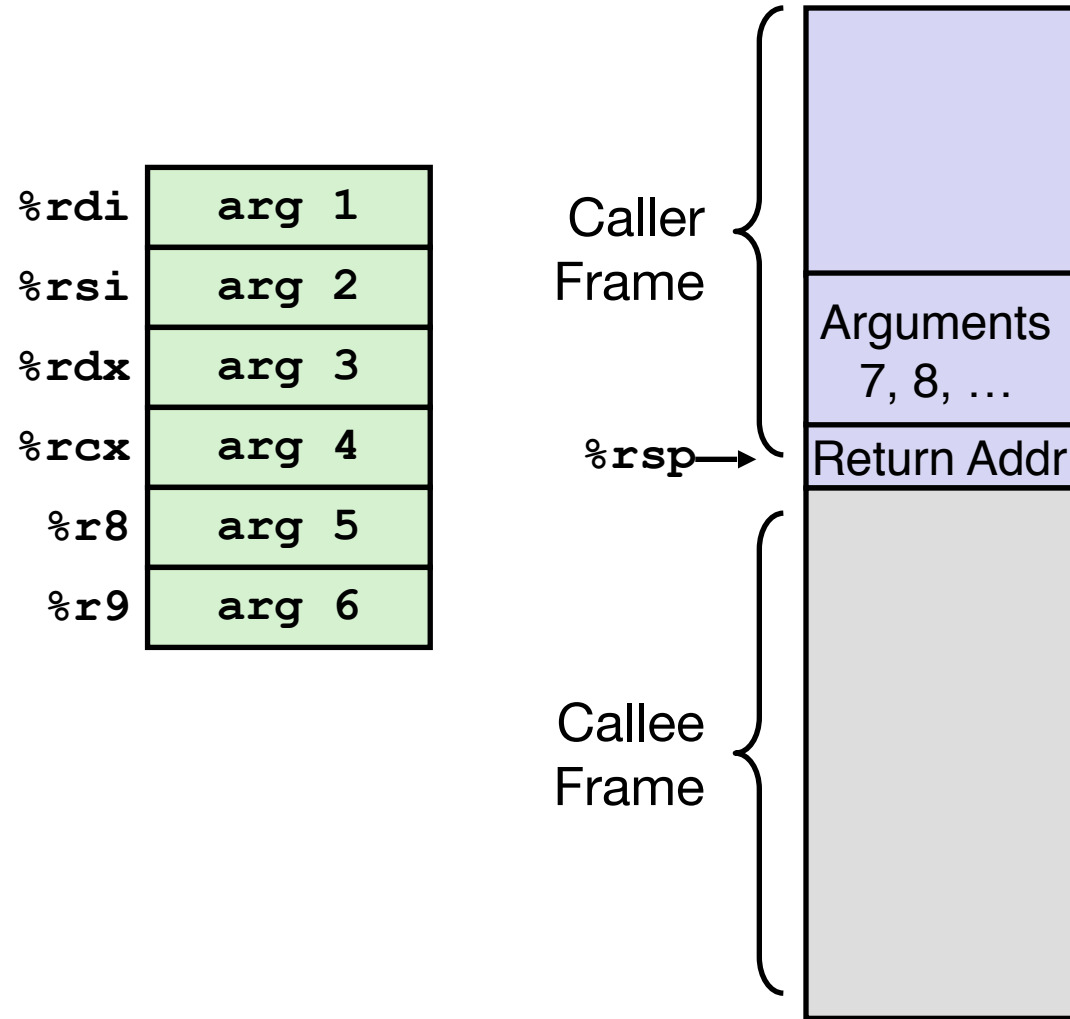 %rdi arg 1
%rsi arg 2
%rdx arg 3
%rcx arg 4
%r8 arg 5
%r9 arg 6
Caller
Frame
Arguments
7, 8, …
%rsp
Return Addr
Callee
Frame